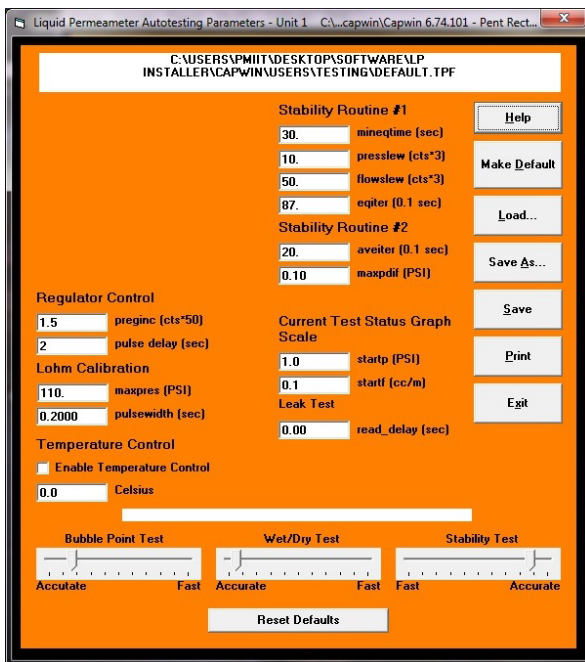 Liquid Permeameter Autotesting Parameters - Unit 1 C:\...capwin\Capwin 6.74.101 - Pent Rect...
C:\USERS\PMIIT\DESKTOP\SOFTWARE\LP
INSTALLER\CAPWIN\USERS\TESTING\DEFAULT.TPF
Stability Routine #1
30. mineqtime (sec)
10. presslew (cts*3)
50. flowslew (cts*3)
87. eqiter (0.1 sec)
Stability Routine #2
20. aveiter (0.1 sec)
0.10 maxpdif (PSI)
Regulator Control
1.5 preginc (cts*50)
2 pulse delay (sec)
Lohm Calibration
110. maxpres (PSI)
0.2000 pulsewidth (sec)
Temperature Control
Enable Temperature Control
0.0 Celsius
Current Test Status Graph
Scale
1.0 startp (PSI)
0.1 startf (cc/m)
Leak Test
0.00 read_delay (sec)
Help
Make Default
Load...
Save As...
Save
Print
Exit
Bubble Point Test
Accutate Fast
Wet/Dry Test
Accurate Fast
Stability Test
Fast Accurate
Reset Defaults